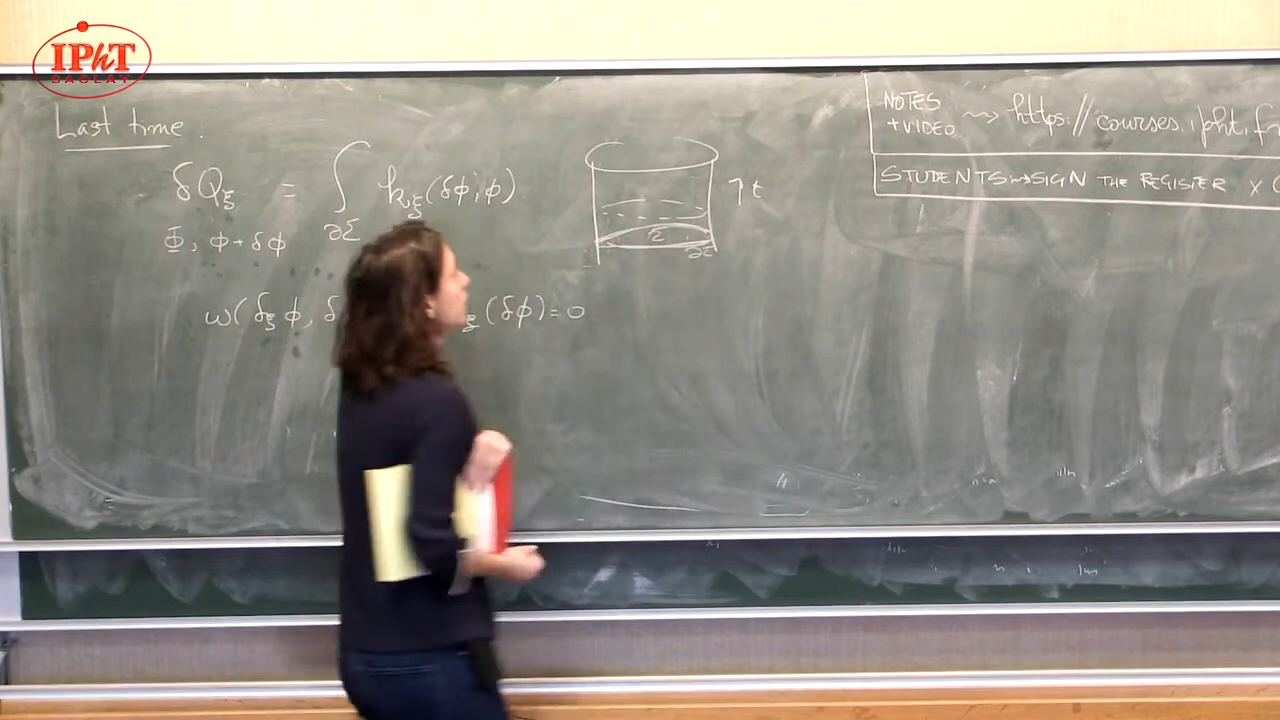 IPhT
SACLAY
Last time :
δQ_ξ = ∫_∂Σ k_ξ(δϕ;ϕ)
Φ, ϕ+δϕ
ω(δ_ξ ϕ, δ
ξ (δϕ) = 0
Σ
∂Σ
↑t
NOTES
+VIDEO ⇝ https://courses.ipht.fr
STUDENTS ⇝ SIGN THE REGISTER